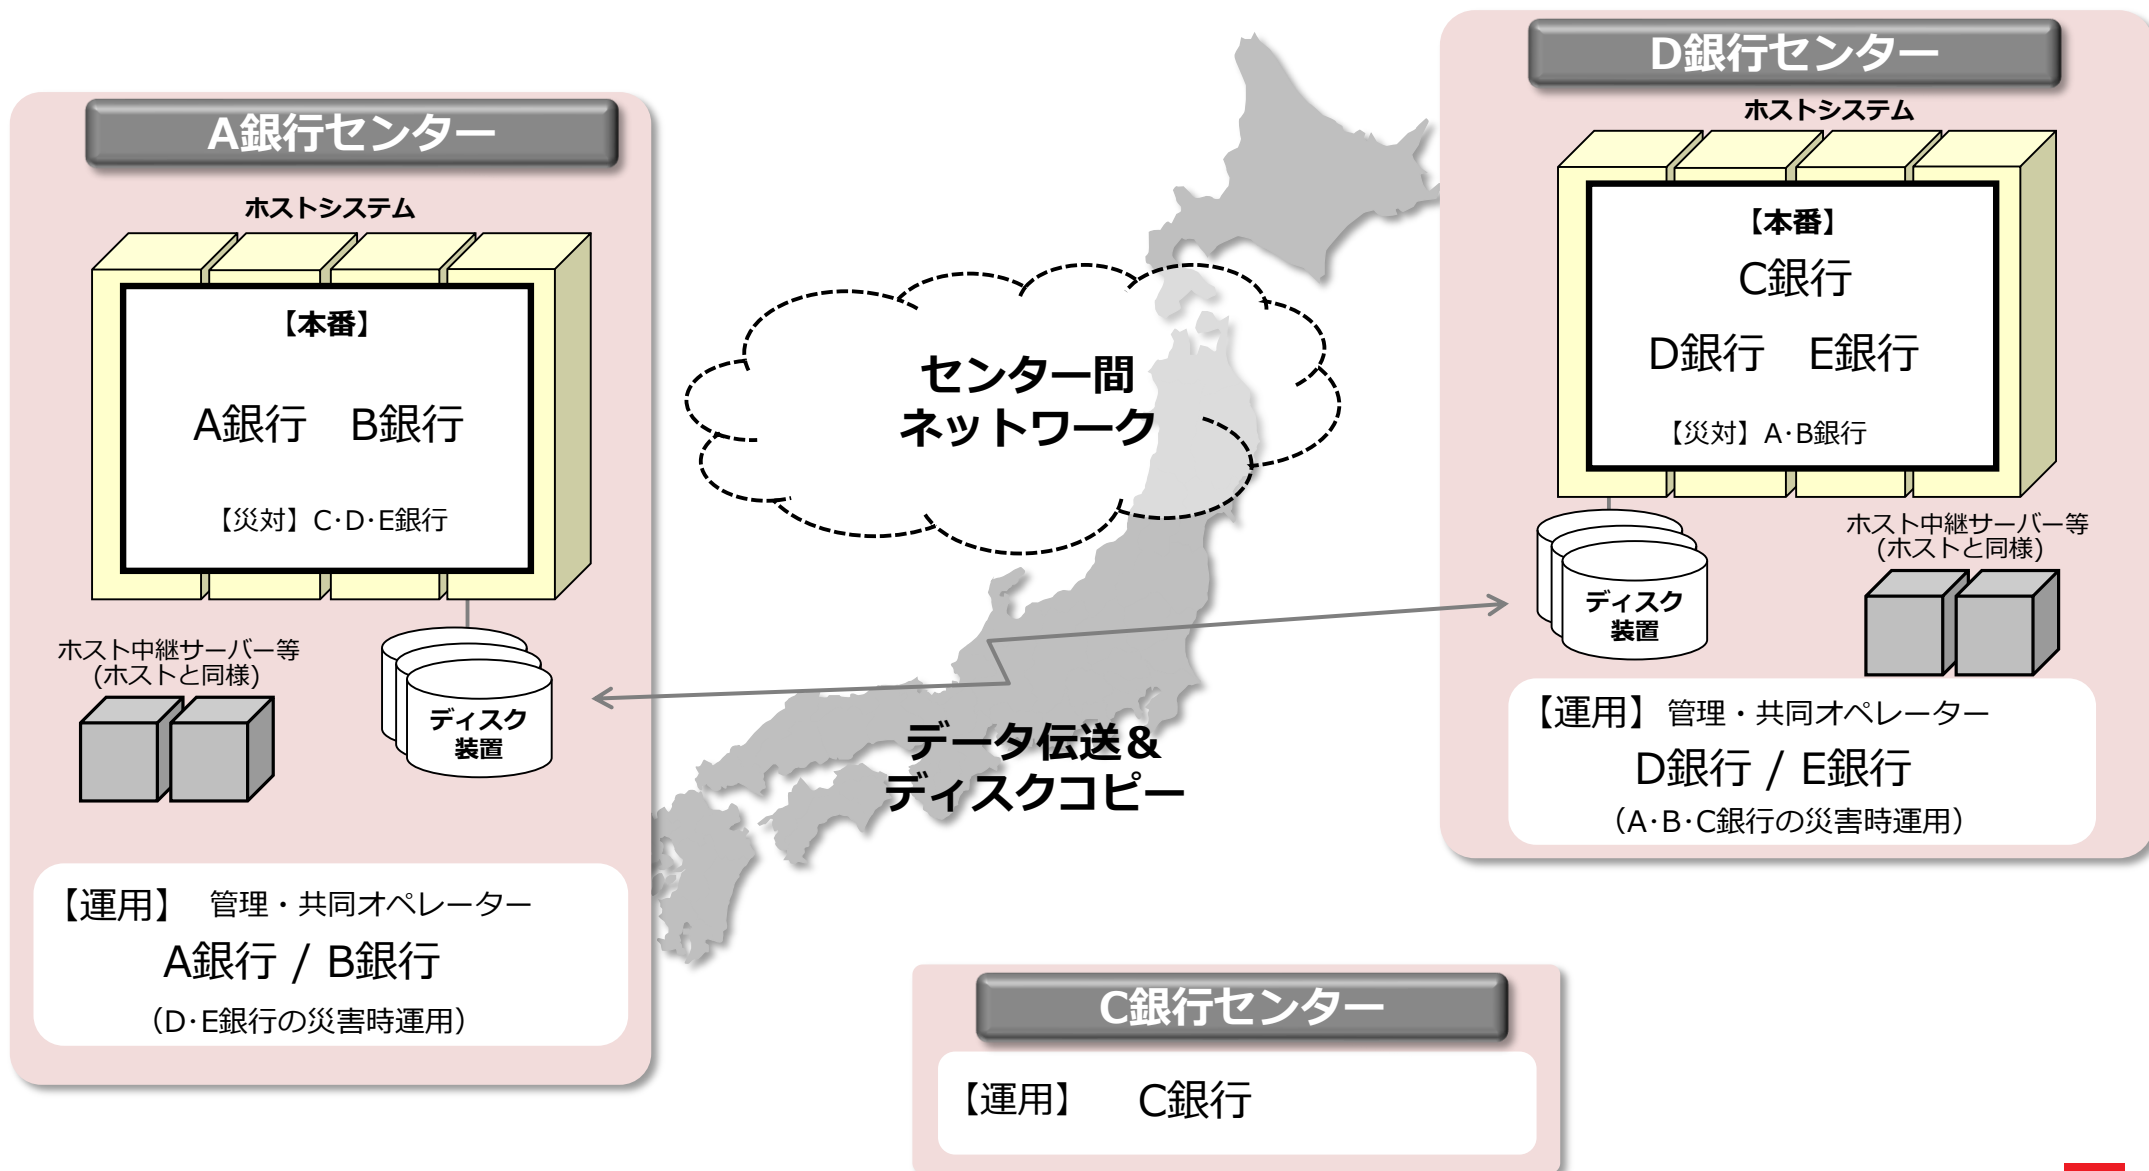 A銀行センター
ホストシステム
【本番】
A銀行　B銀行
【災対】C･D･E銀行
ホスト中継サーバー等
(ホストと同様)
ディスク
装置
【運用】　管理・共同オペレーター
A銀行 / B銀行
（D･E銀行の災害時運用）
センター間
ネットワーク
データ伝送＆
ディスクコピー
D銀行センター
ホストシステム
【本番】
C銀行
D銀行　E銀行
【災対】A･B銀行
ディスク
装置
ホスト中継サーバー等
(ホストと同様)
【運用】管理・共同オペレーター
D銀行 / E銀行
（A･B･C銀行の災害時運用）
C銀行センター
【運用】　C銀行